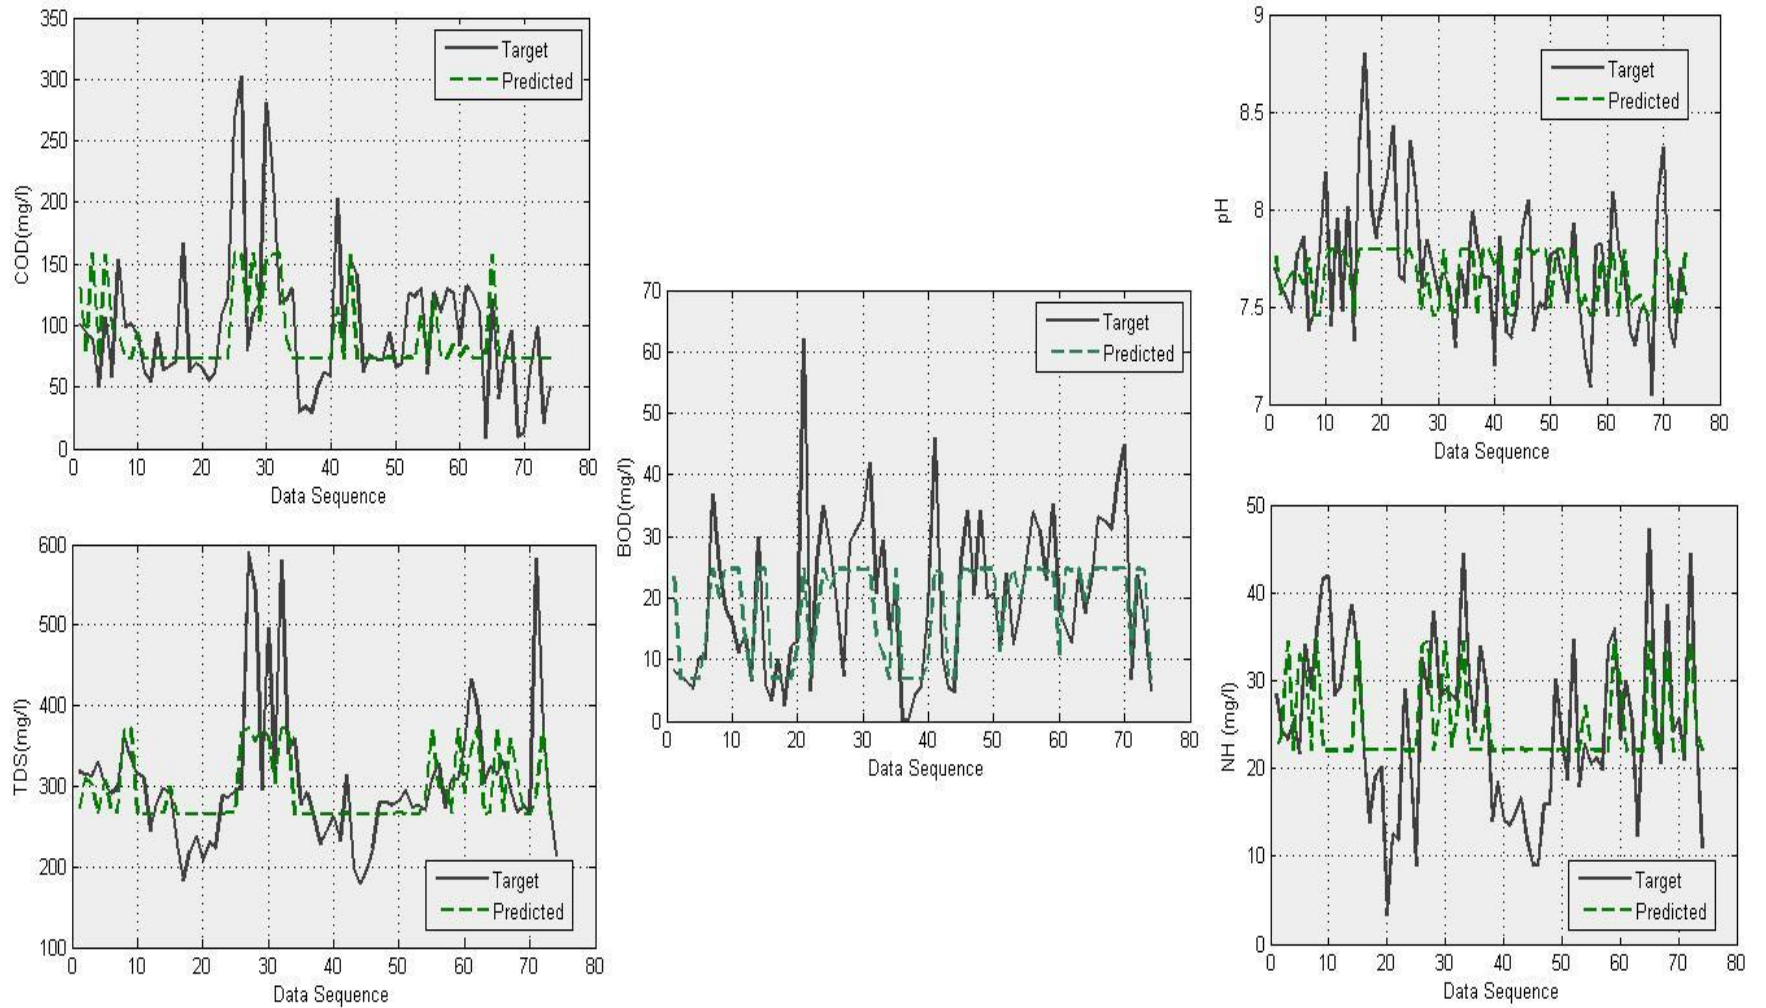 350
300
250
200
150
100
50
0
COD(mg/l)
Target
Predicted
0 10 20 30 40 50 60 70 80
Data Sequence
600
500
400
300
200
100
TDS(mg/l)
Target
Predicted
0 10 20 30 40 50 60 70 80
Data Sequence
70
60
50
40
30
20
10
0
BOD(mg/l)
Target
Predicted
0 10 20 30 40 50 60 70 80
Data Sequence
9
8.5
8
7.5
7
pH
Target
Predicted
0 10 20 30 40 50 60 70 80
Data Sequence
50
40
30
20
10
0
NH (mg/l)
Target
Predicted
0 10 20 30 40 50 60 70 80
Data Sequence